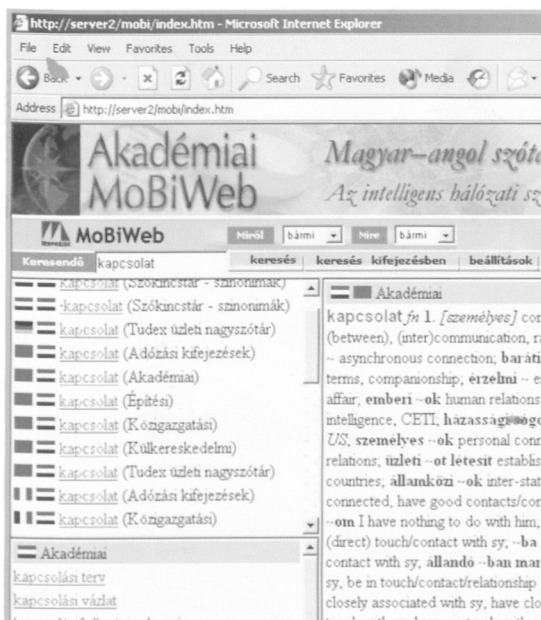 http://server2/mobi/index.htm - Microsoft Internet Explorer
File Edit View Favorites Tools Help
Back Search Favorites Media
Address http://server2/mobi/index.htm
Akadémiai
MoBiWeb
Magyar–angol szóta
Az intelligens hálózati sz
MoBiWeb Miről bármi Mire bármi
Keresendő kapcsolat keresés keresés kifejezésben beállítások
kapcsolat (Szókincstár - szinonimák)
-kapcsolat (Szókincstár - szinonimák)
kapcsolat (Tudex üzleti nagyszótár)
kapcsolat (Adózási kifejezések)
kapcsolat (Akadémiai)
kapcsolat (Építési)
kapcsolat (Közigazgatási)
kapcsolat (Külkereskedelmi)
kapcsolat (Tudex üzleti nagyszótár)
kapcsolat (Adózási kifejezések)
kapcsolat (Közigazgatási)
Akadémiai
kapcsolási terv
kapcsolási vázlat
Akadémiai
kapcsolat fn 1. [személyes] con
(between), (inter)communication, r
~ asynchronous connection; baráti
terms, companionship; érzelmi ~ e
affair; emberi ~ok human relations
intelligence, CETI; házassági
US, személyes ~ok personal conn
relations; üzleti ~ot létesít establis
countries, államközi ~ok inter-stat
connected, have good contacts/con
~om I have nothing to do with him;
(direct) touch/contact with sy, ~ba
contact with sy, állandó ~ban mar
sy, be in touch/contact/relationship
closely associated with sy, have clo